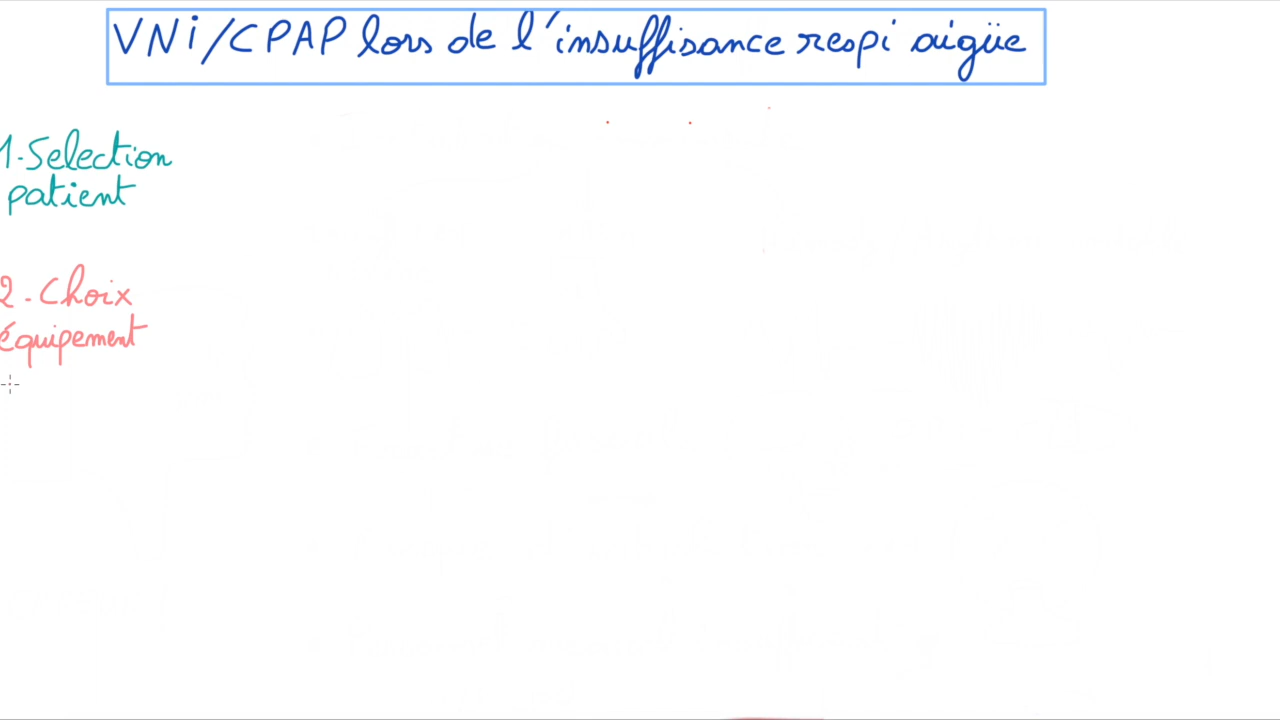 VNi/CPAP lors de l'insuffisance respi aigüe
1.Selection
patient
2.Choix
équipement